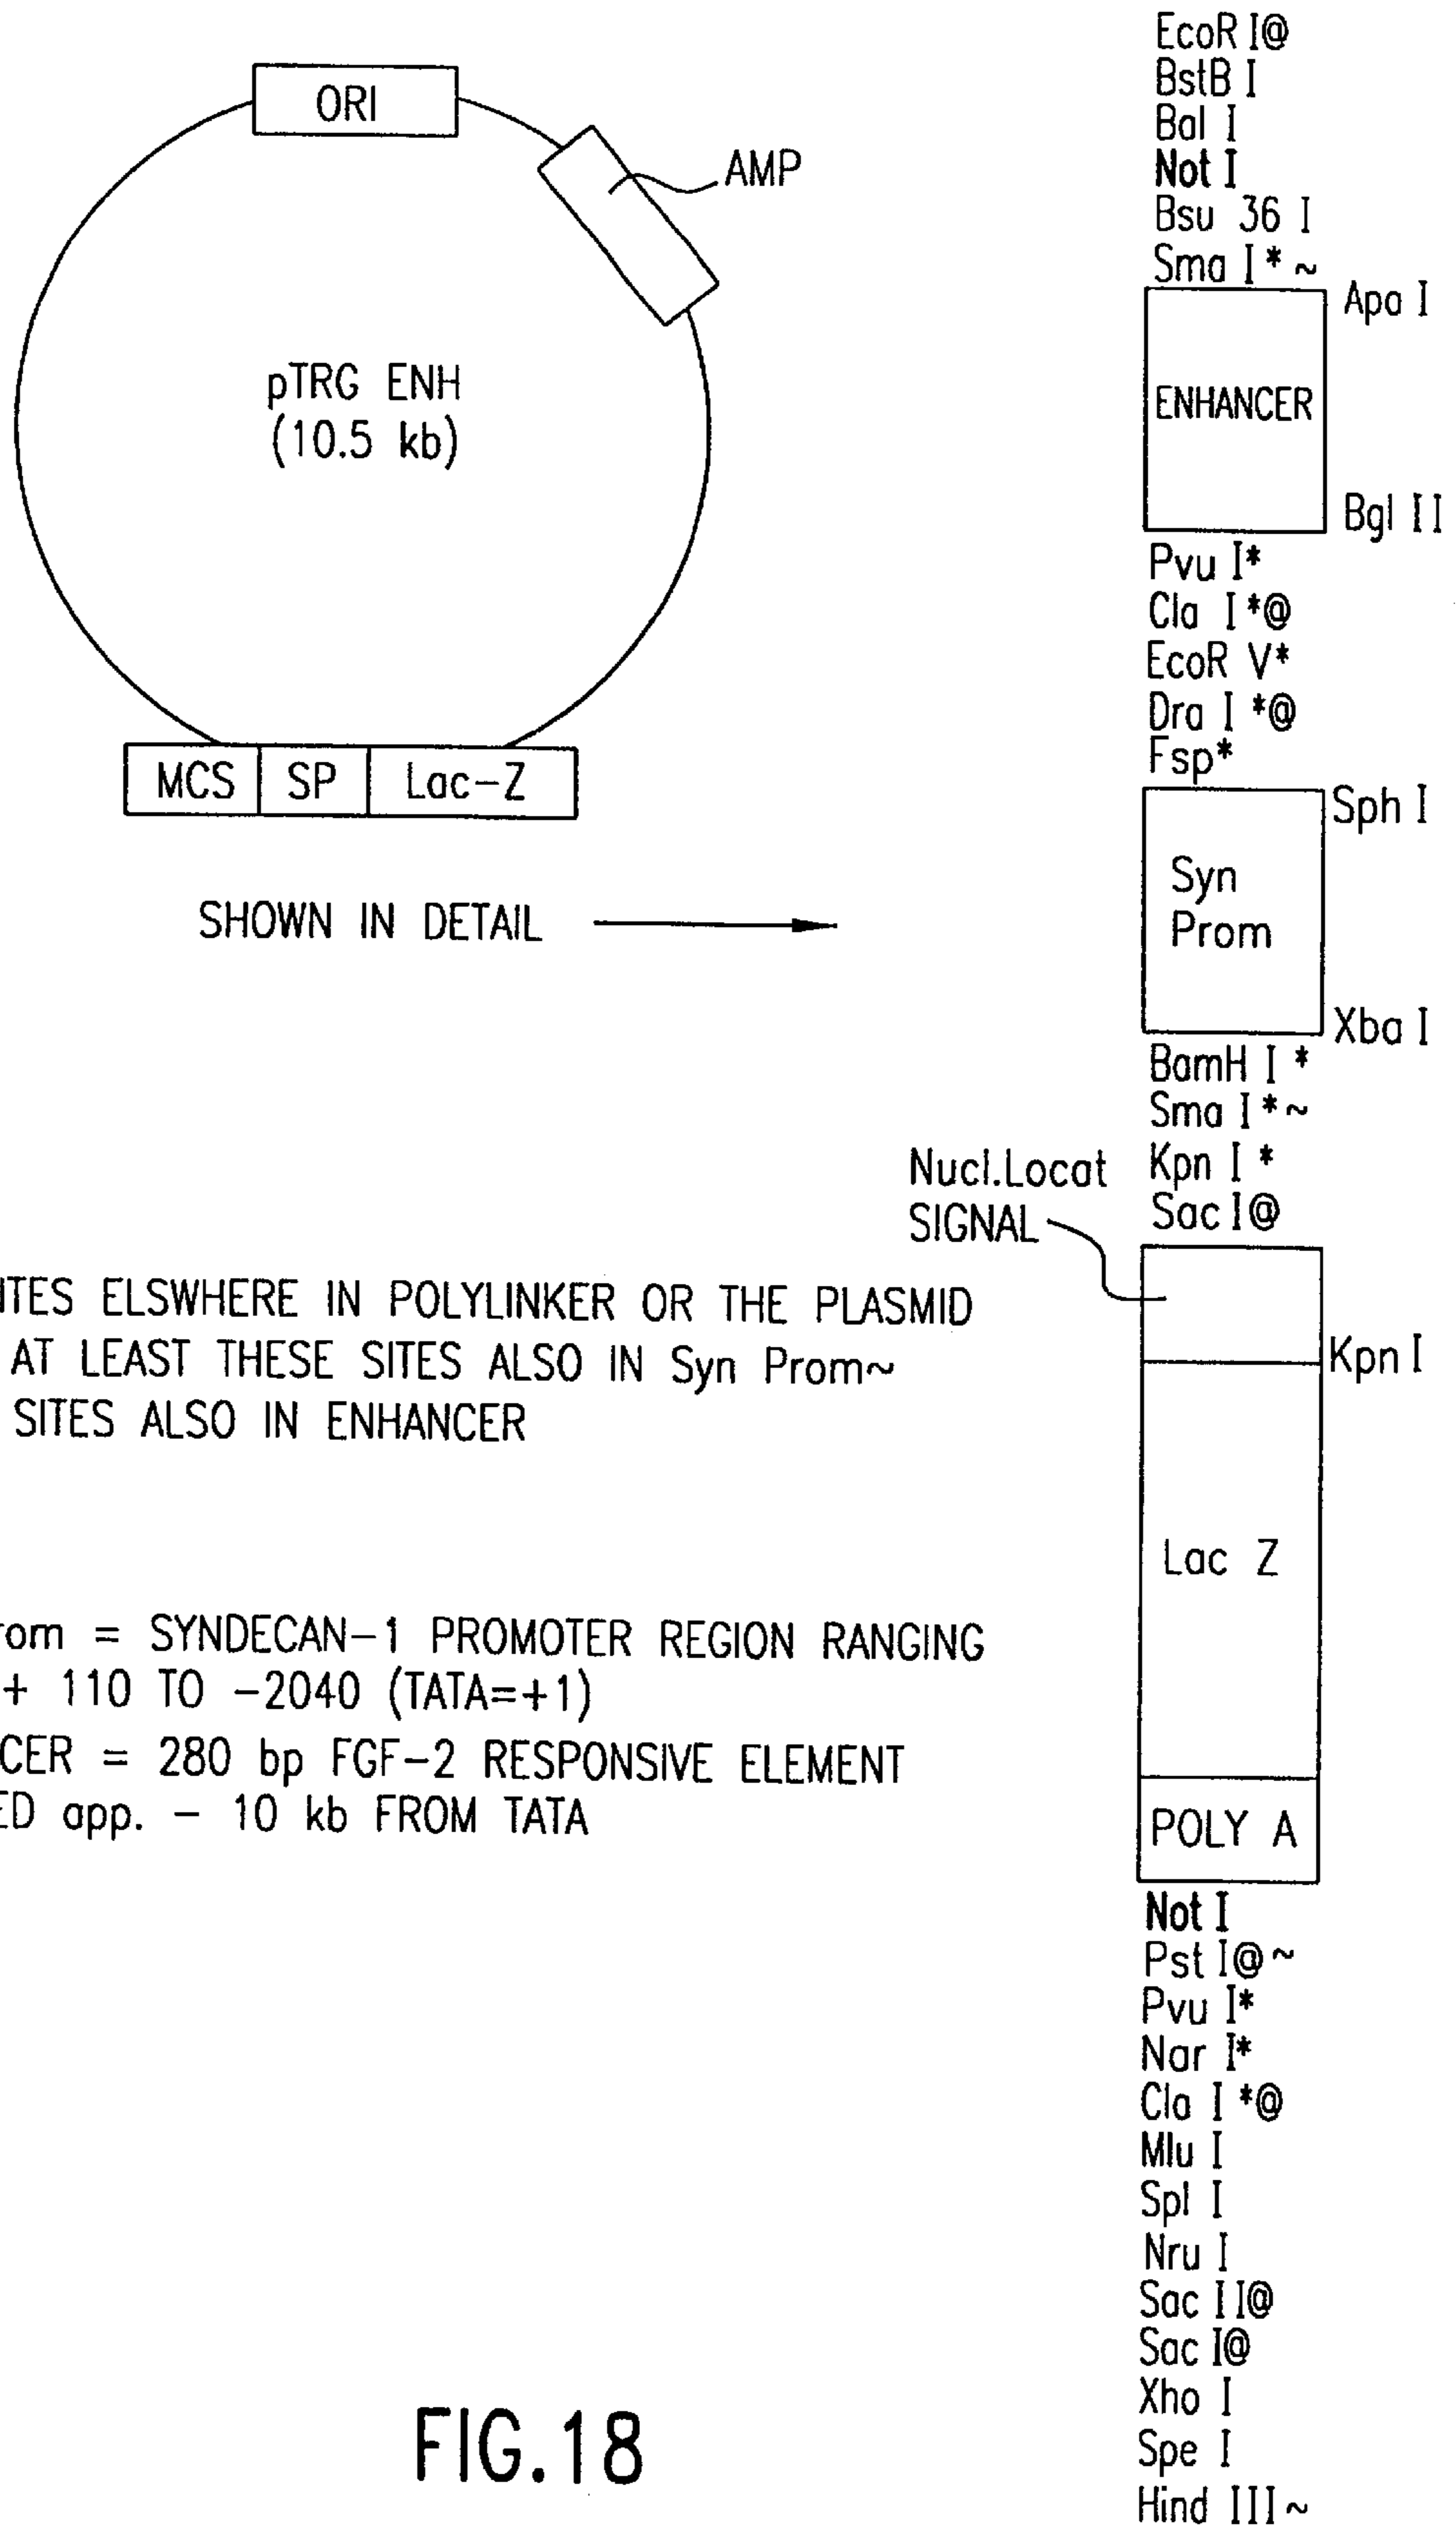 ORI
AMP
pTRG ENH
(10.5 kb)
MCS SP Lac-Z
SHOWN IN DETAIL
ELSWHERE IN POLYLINKER OR THE PLASMID
AT LEAST THESE SITES ALSO IN Syn Prom~
SITES ALSO IN ENHANCER
= SYNDECAN-1 PROMOTER REGION RANGING
+ 110 TO -2040 (TATA=+1)
= 280 bp FGF-2 RESPONSIVE ELEMENT
app. - 10 kb FROM TATA
EcoR I@
BstB I
Bal I
Not I
Bsu 36 I
Sma I*~
Apa I
ENHANCER
Bgl II
Pvu I*
Cla I*@
EcoR V*
Dra I*@
Fsp*
Sph I
Syn
Prom
Xba I
BamH I*
Sma I*~
Kpn I*
Sac I@
Nucl.Locat
SIGNAL
Kpn I
Lac Z
POLY A
Not I
Pst I@~
Pvu I*
Nar I*
Cla I*@
Mlu I
Spl I
Nru I
Sac II@
Sac I@
Xho I
Spe I
Hind III~
FIG.18